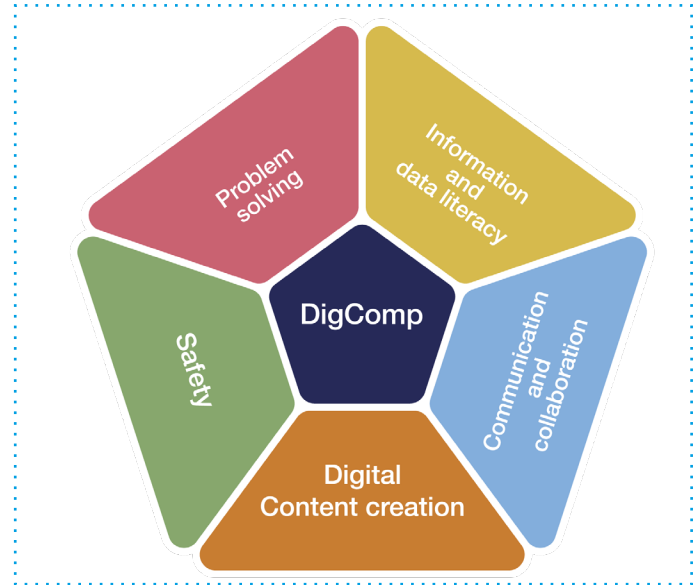 Problem
solving
Information
and
data literacy
DigComp
Safety
Communication
and
collaboration
Digital
Content creation